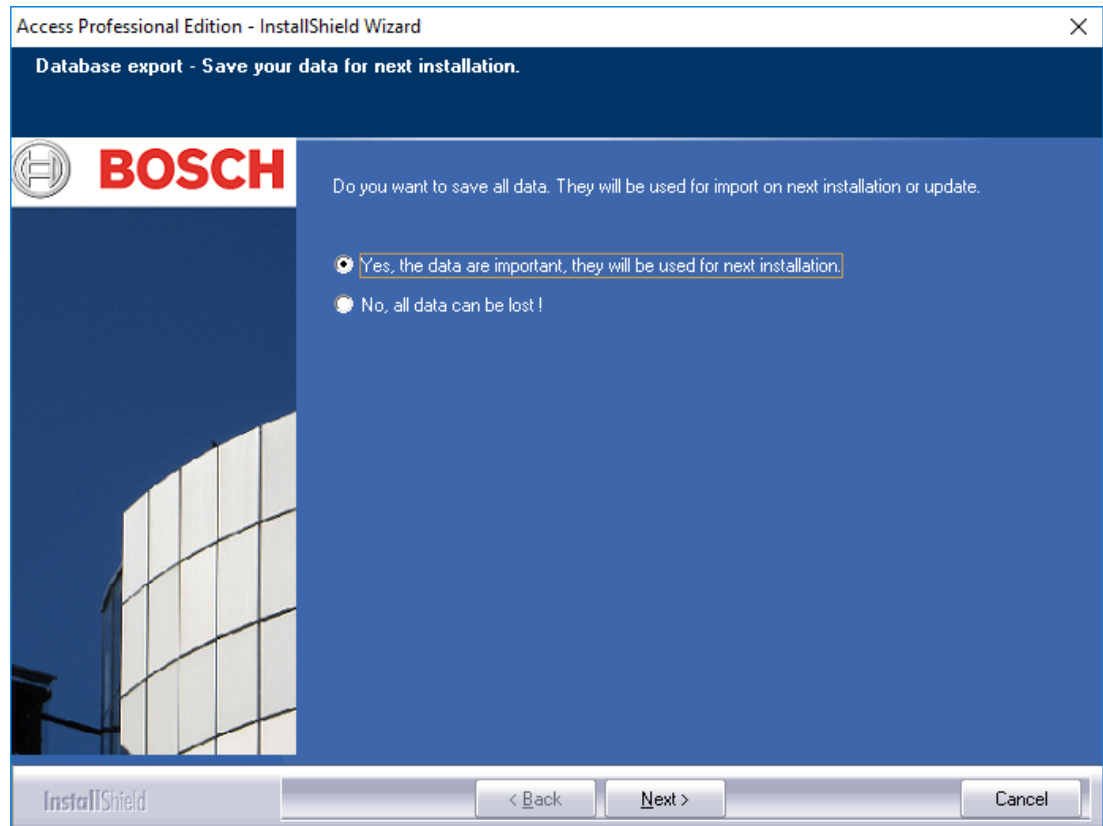 Access Professional Edition - InstallShield Wizard
Database export - Save your data for next installation.
BOSCH
Do you want to save all data. They will be used for import on next installation or update.
Yes, the data are important, they will be used for next installation.
No, all data can be lost !
InstallShield
< Back
Next >
Cancel